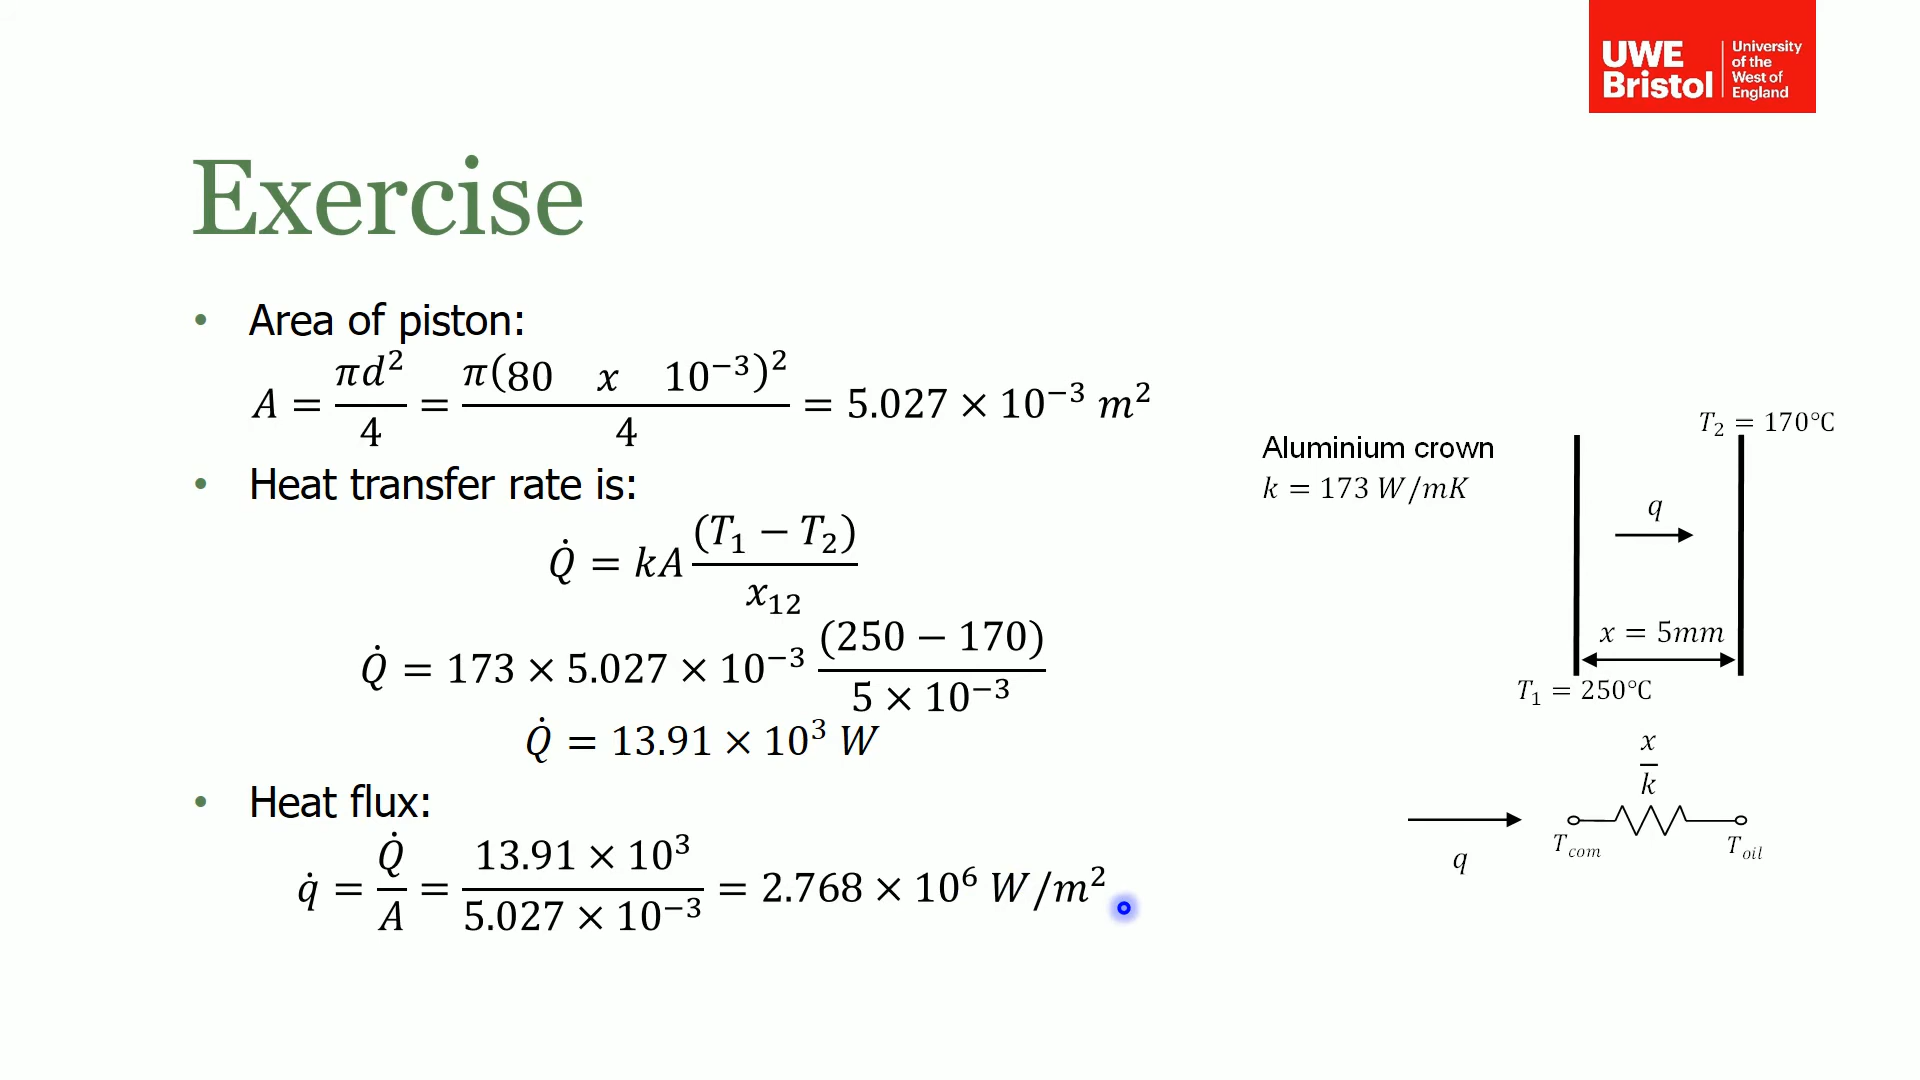 UWE Bristol | University of the West of England
Exercise
• Area of piston:
A = πd²/4 = π(80 x 10⁻³)²/4 = 5.027 × 10⁻³ m²
• Heat transfer rate is:
Q̇ = kA (T₁ − T₂)/x₁₂
Q̇ = 173 × 5.027 × 10⁻³ (250 − 170)/(5 × 10⁻³)
Q̇ = 13.91 × 10³ W
• Heat flux:
q̇ = Q̇/A = (13.91 × 10³)/(5.027 × 10⁻³) = 2.768 × 10⁶ W/m²
Aluminium crown
k = 173 W/mK
T₂ = 170°C
q
x = 5mm
T₁ = 250°C
x/k
q
T_com
T_oil